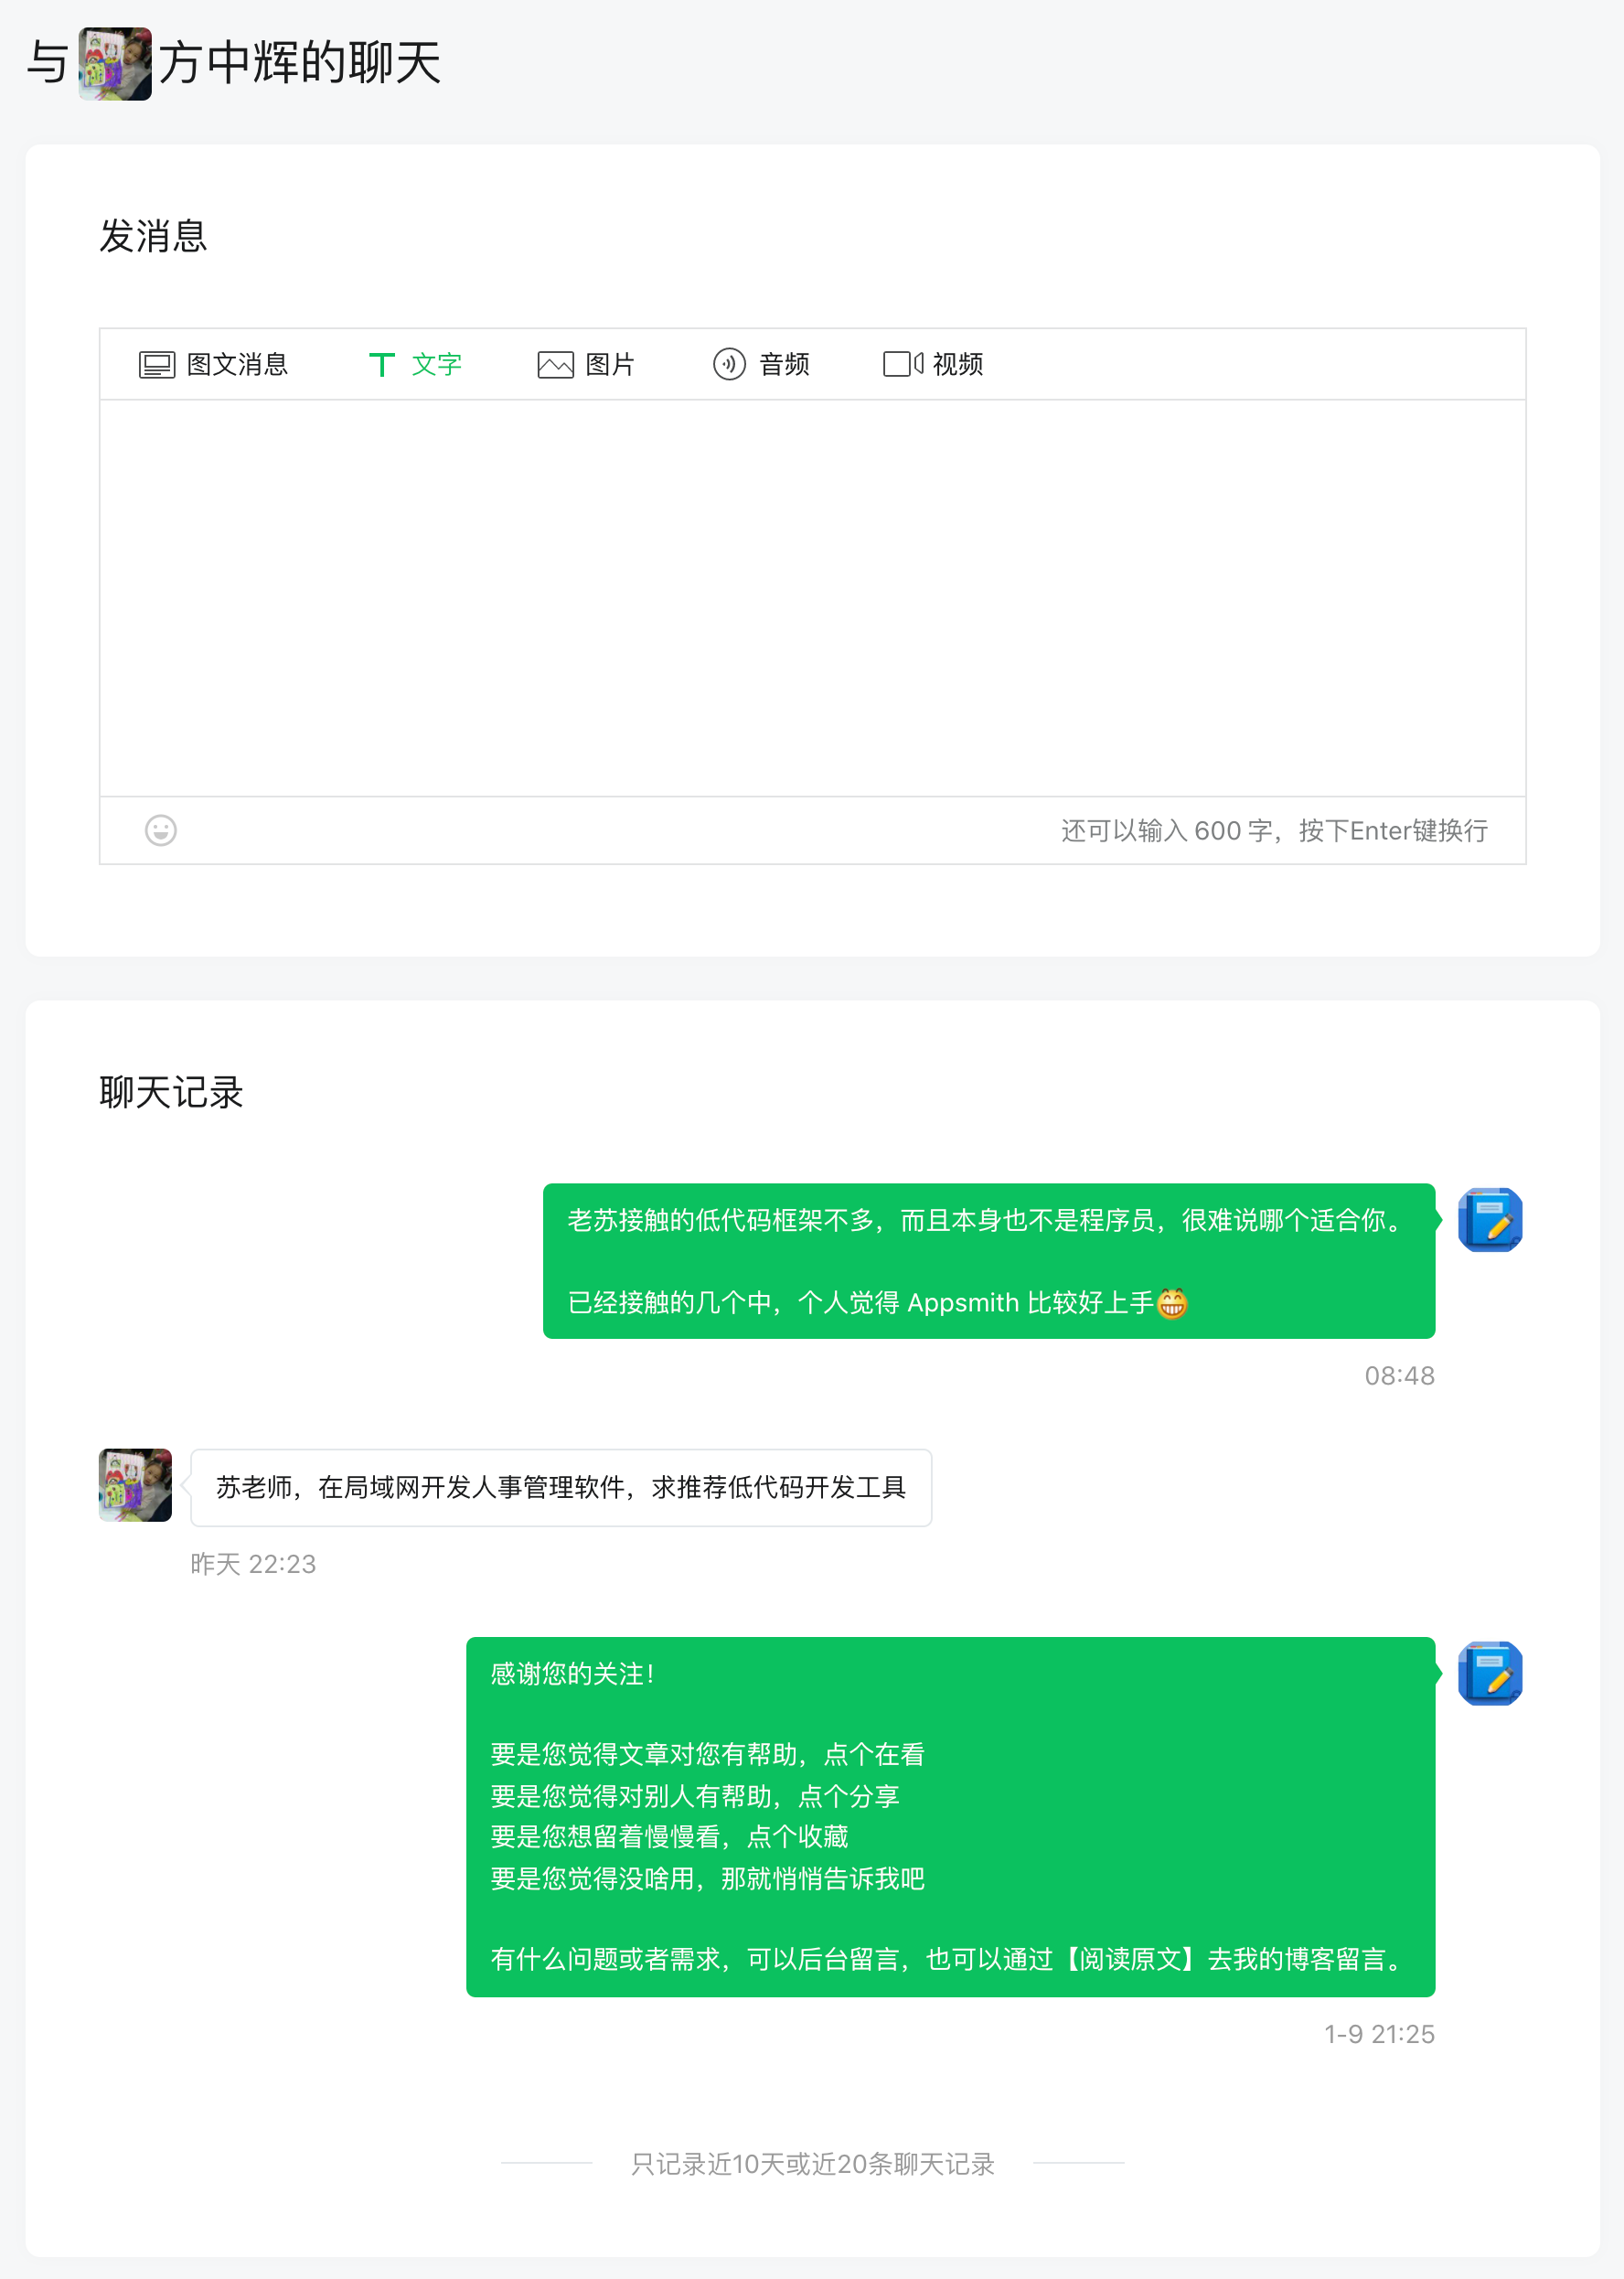 与方中辉的聊天
发消息
图文消息 文字 图片 音频 视频
还可以输入 600 字，按下Enter键换行
聊天记录
老苏接触的低代码框架不多，而且本身也不是程序员，很难说哪个适合你。
已经接触的几个中，个人觉得 Appsmith 比较好上手😁
08:48
苏老师，在局域网开发人事管理软件，求推荐低代码开发工具
昨天 22:23
感谢您的关注！
要是您觉得文章对您有帮助，点个在看
要是您觉得对别人有帮助，点个分享
要是您想留着慢慢看，点个收藏
要是您觉得没啥用，那就悄悄告诉我吧
有什么问题或者需求，可以后台留言，也可以通过【阅读原文】去我的博客留言。
1-9 21:25
只记录近10天或近20条聊天记录